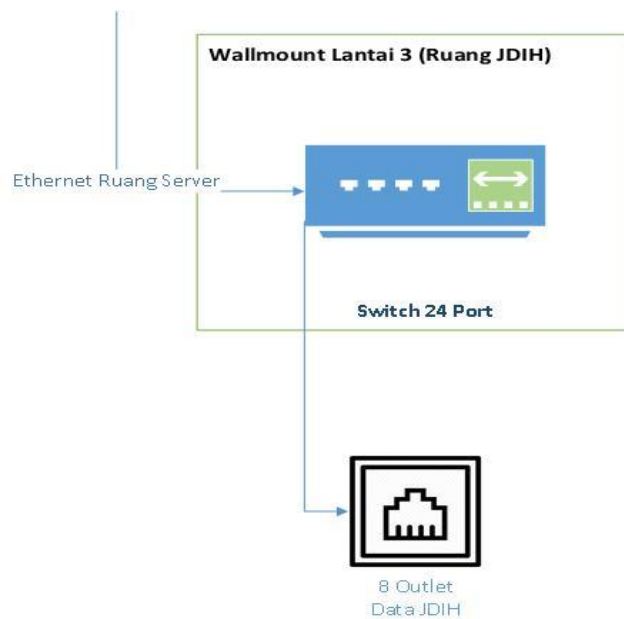 Wallmount Lantai 3 (Ruang JDIH)
Ethernet Ruang Server
Switch 24 Port
8 Outlet
Data JDIH